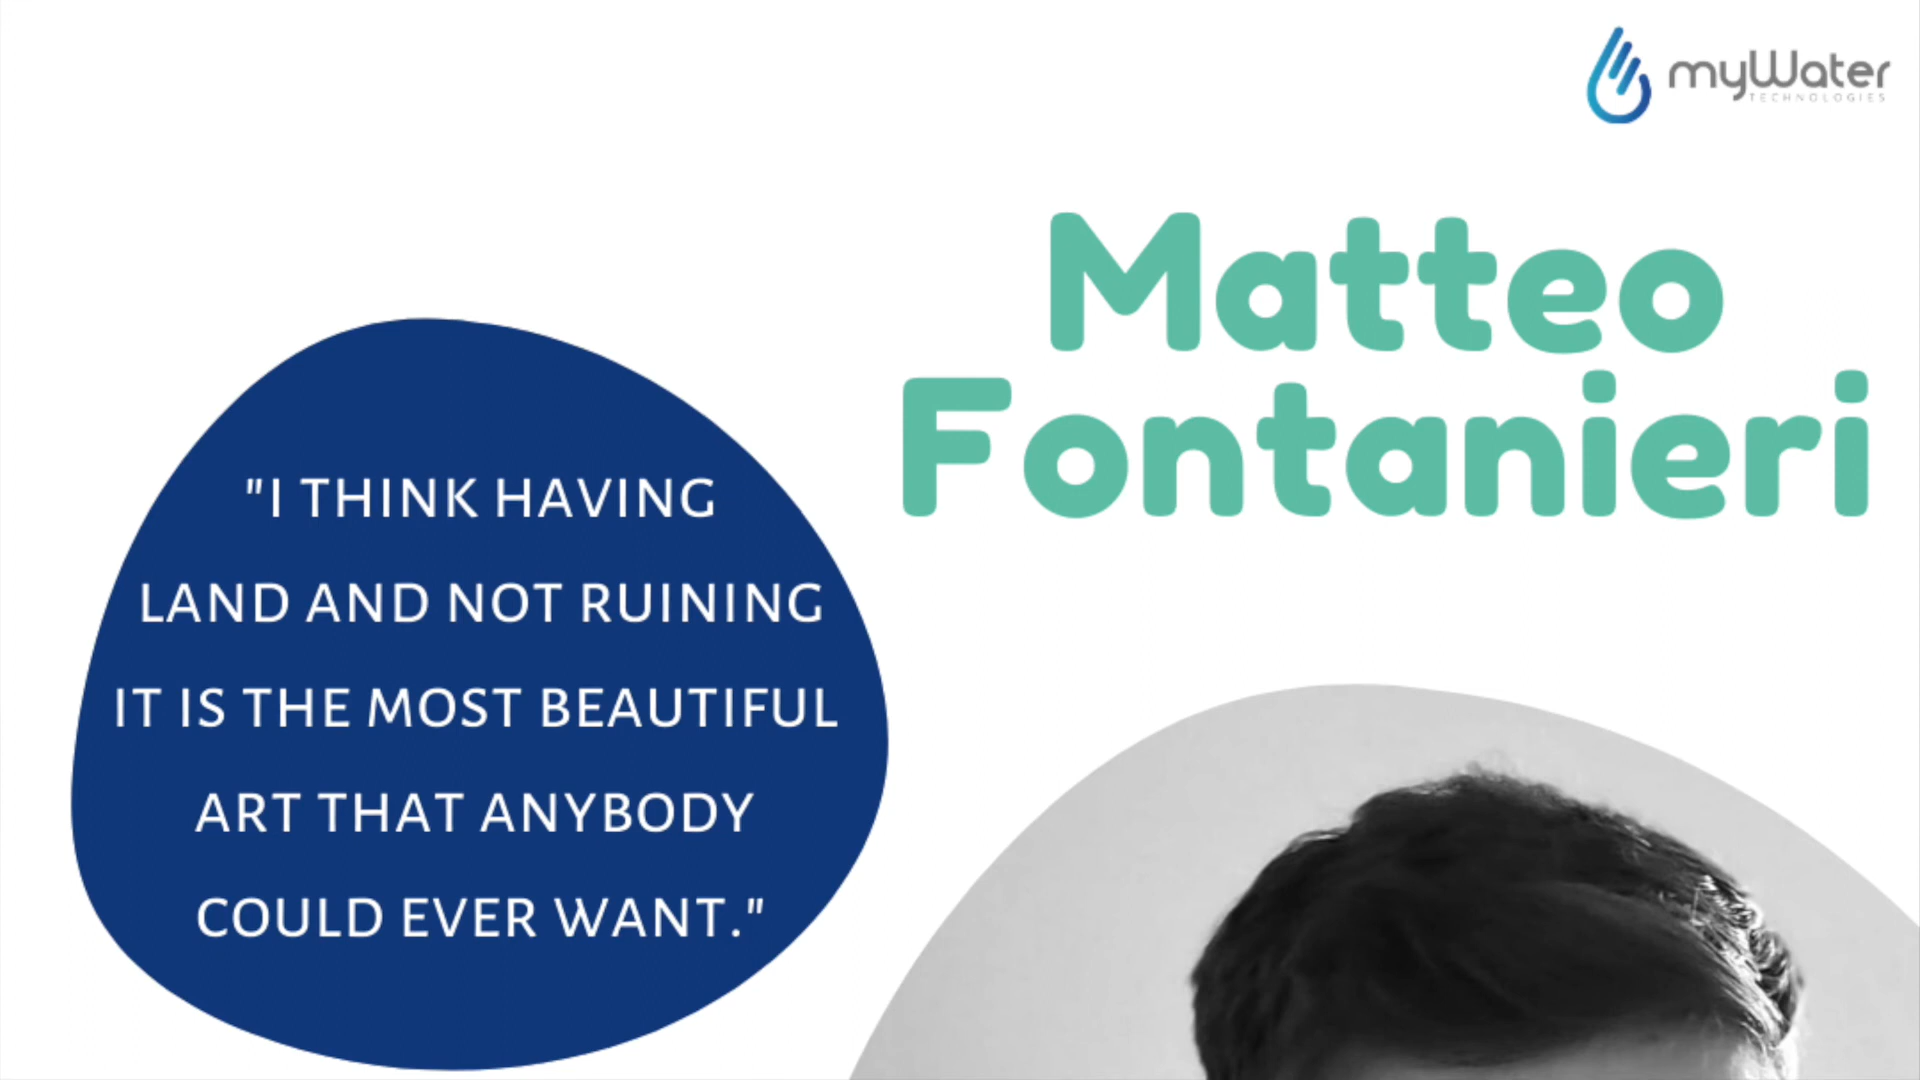 myWater
TECHNOLOGIES
Matteo
Fontanieri
"I THINK HAVING
LAND AND NOT RUINING
IT IS THE MOST BEAUTIFUL
ART THAT ANYBODY
COULD EVER WANT."